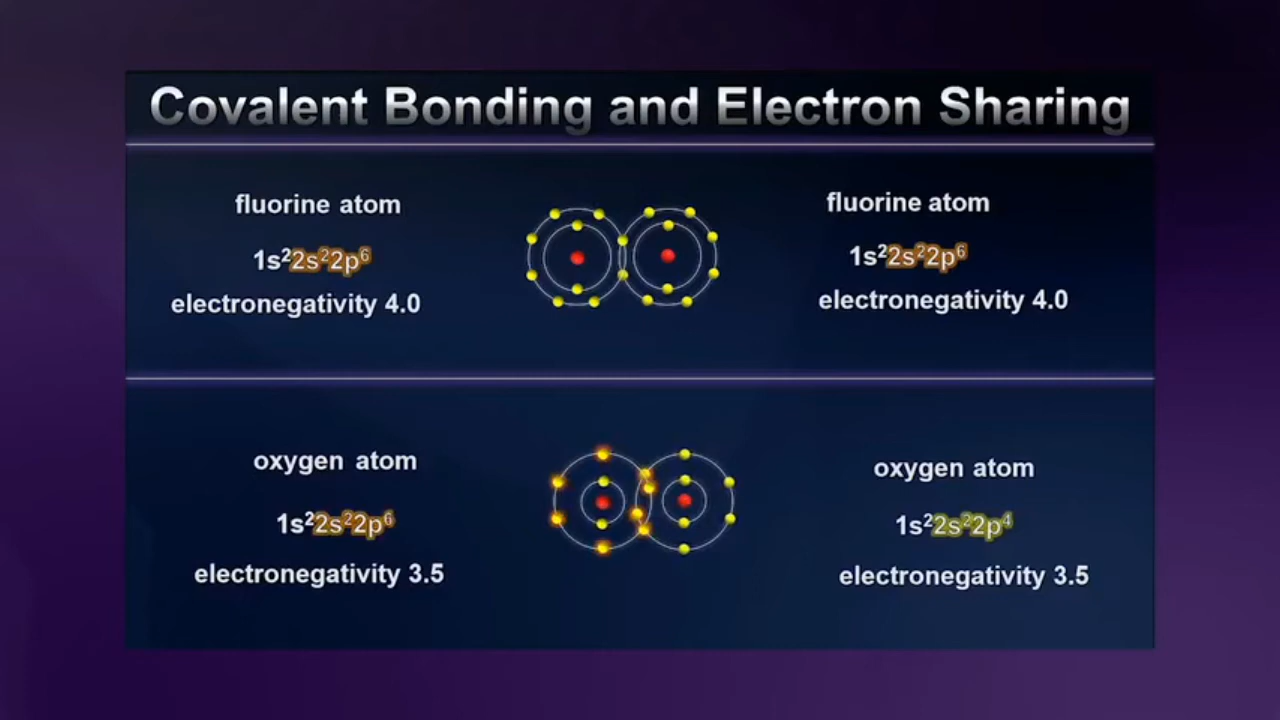 Covalent Bonding and Electron Sharing
fluorine atom
1s²2s²2p⁶
electronegativity 4.0
fluorine atom
1s²2s²2p⁶
electronegativity 4.0
oxygen atom
1s²2s²2p⁶
electronegativity 3.5
oxygen atom
1s²2s²2p⁴
electronegativity 3.5